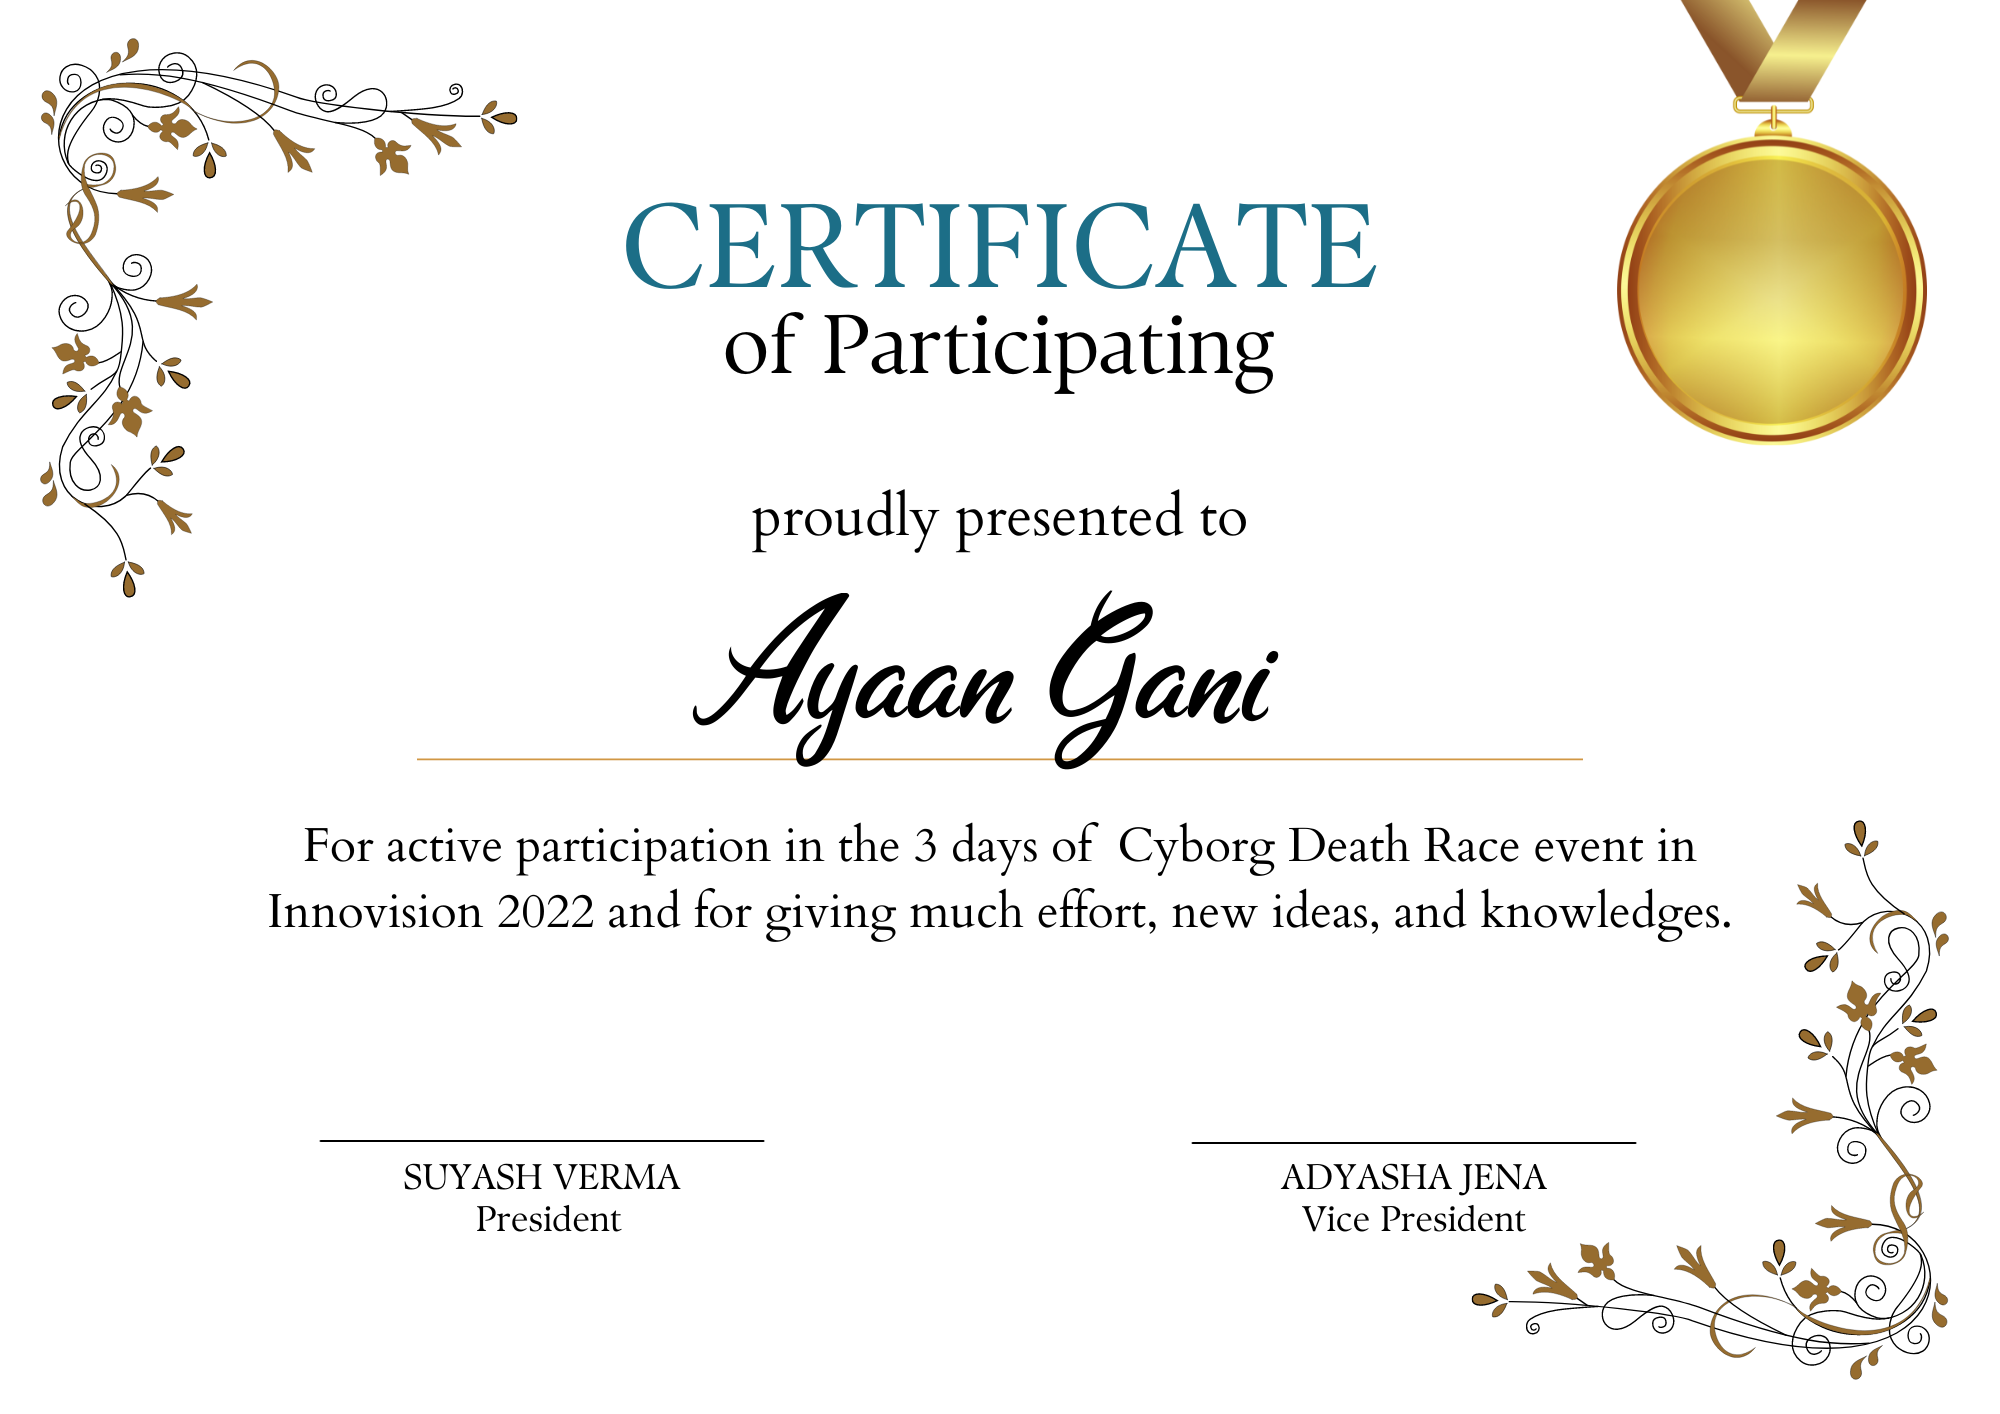 CERTIFICATE
of Participating
proudly presented to
Ayaan Gani
For active participation in the 3 days of  Cyborg Death Race event in
Innovision 2022 and for giving much effort, new ideas, and knowledges.
SUYASH VERMA
President
ADYASHA JENA
Vice President